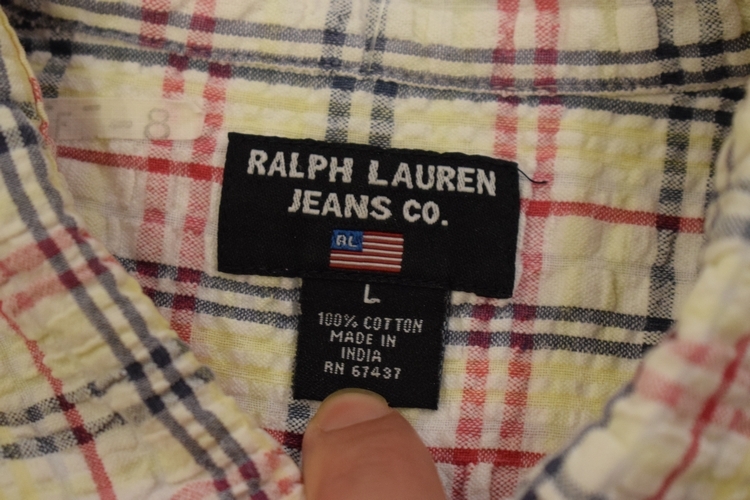 RALPH LAUREN
JEANS CO.
RL
L
100% COTTON
MADE IN
INDIA
RN 67437